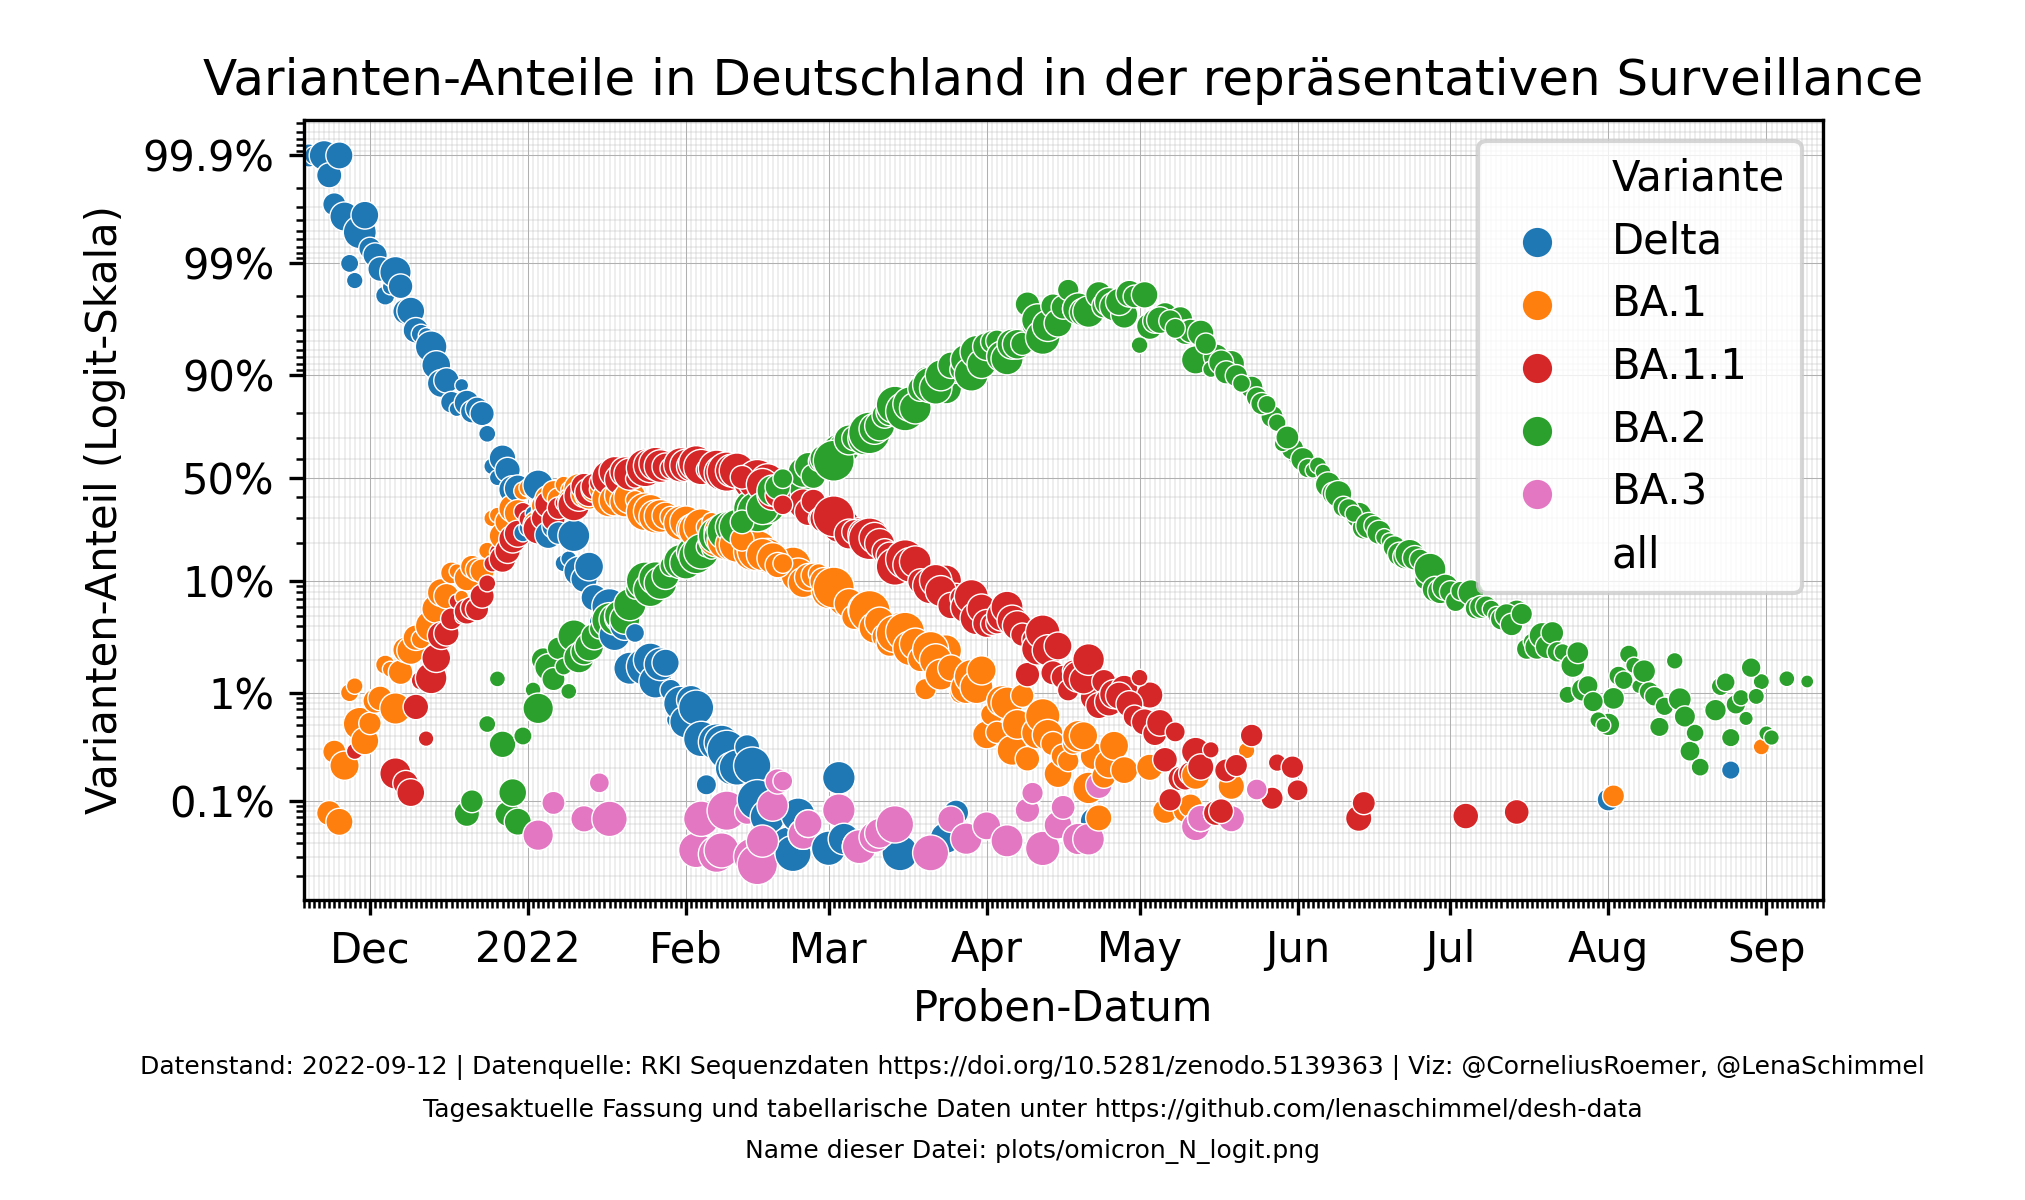 Varianten-Anteile in Deutschland in der repräsentativen Surveillance
Varianten-Anteil (Logit-Skala)
99.9%
99%
90%
50%
10%
1%
0.1%
Variante
Delta
BA.1
BA.1.1
BA.2
BA.3
all
Dec 2022 Feb Mar Apr May Jun Jul Aug Sep
Proben-Datum
Datenstand: 2022-09-12 | Datenquelle: RKI Sequenzdaten https://doi.org/10.5281/zenodo.5139363 | Viz: @CorneliusRoemer, @LenaSchimmel
Tagesaktuelle Fassung und tabellarische Daten unter https://github.com/lenaschimmel/desh-data
Name dieser Datei: plots/omicron_N_logit.png